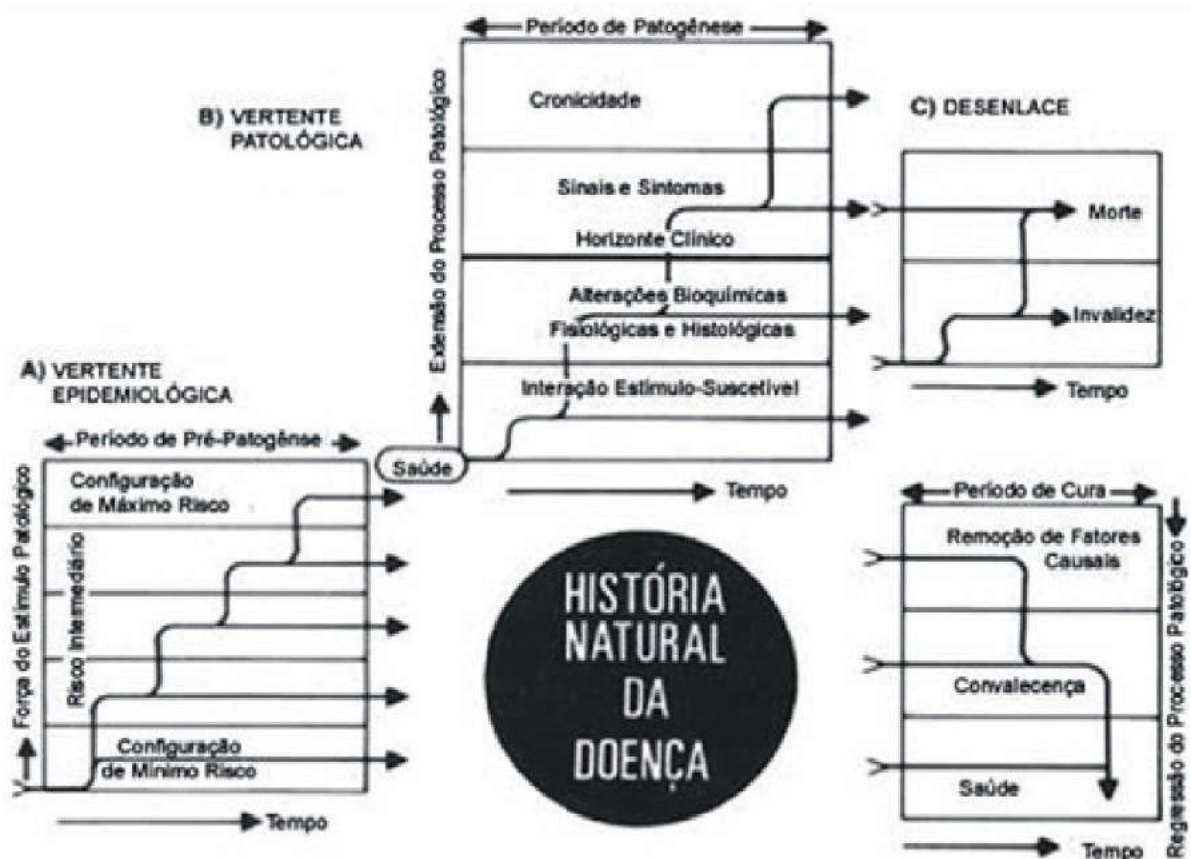 Período de Patogênese
B) VERTENTE
PATOLÓGICA
Extensão do Processo Patológico
Cronicidade
Sinais e Sintomas
Horizonte Clínico
Alterações Bioquímicas
Fisiológicas e Histológicas
Interação Estímulo-Suscetível
Saúde
Tempo
C) DESENLACE
Morte
Invalidez
Tempo
A) VERTENTE
EPIDEMIOLÓGICA
Período de Pré-Patogênse
Força do Estímulo Patológico
Configuração
de Máximo Risco
Risco Intermediário
Configuração
de Mínimo Risco
Tempo
HISTÓRIA
NATURAL
DA
DOENÇA
Período de Cura
Remoção de Fatores
Causais
Convalecença
Saúde
Regressão do Processo Patológico
Tempo